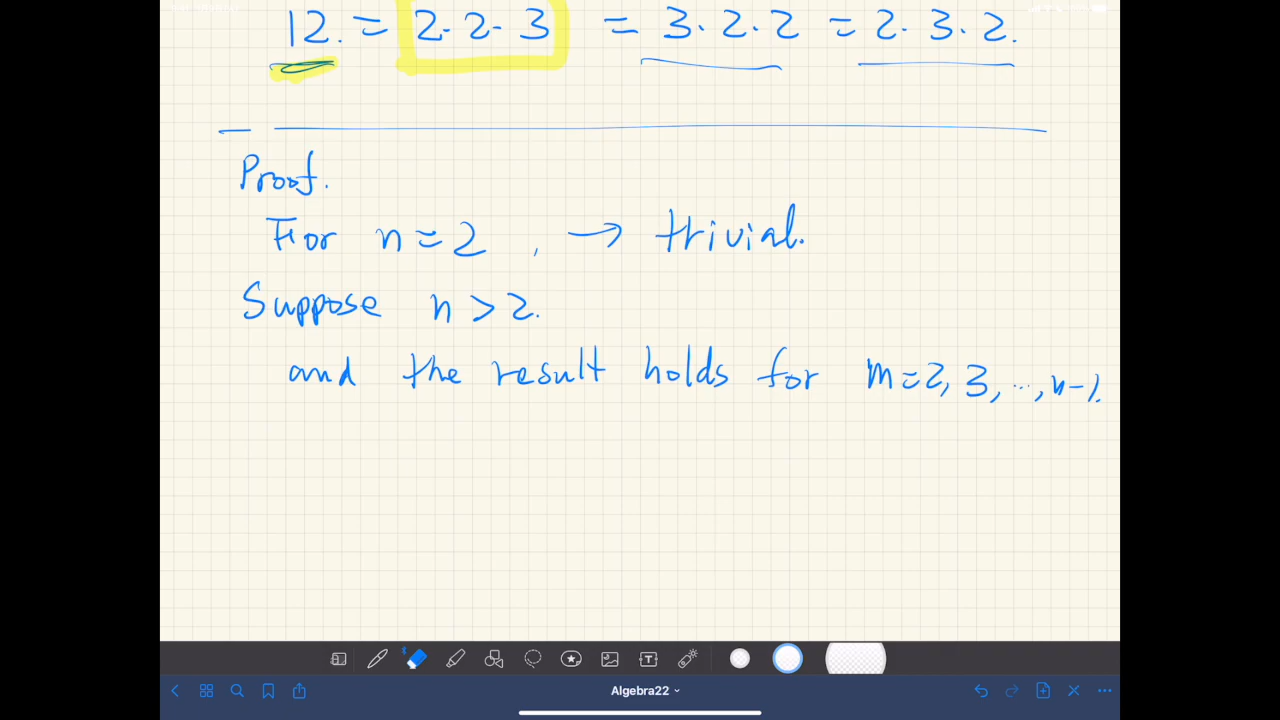 12. = 2·2·3 = 3·2·2 = 2·3·2.
Proof.
For n=2, → trivial.
Suppose n>2.
and the result holds for m=2,3,...,n-1.
Algebra22